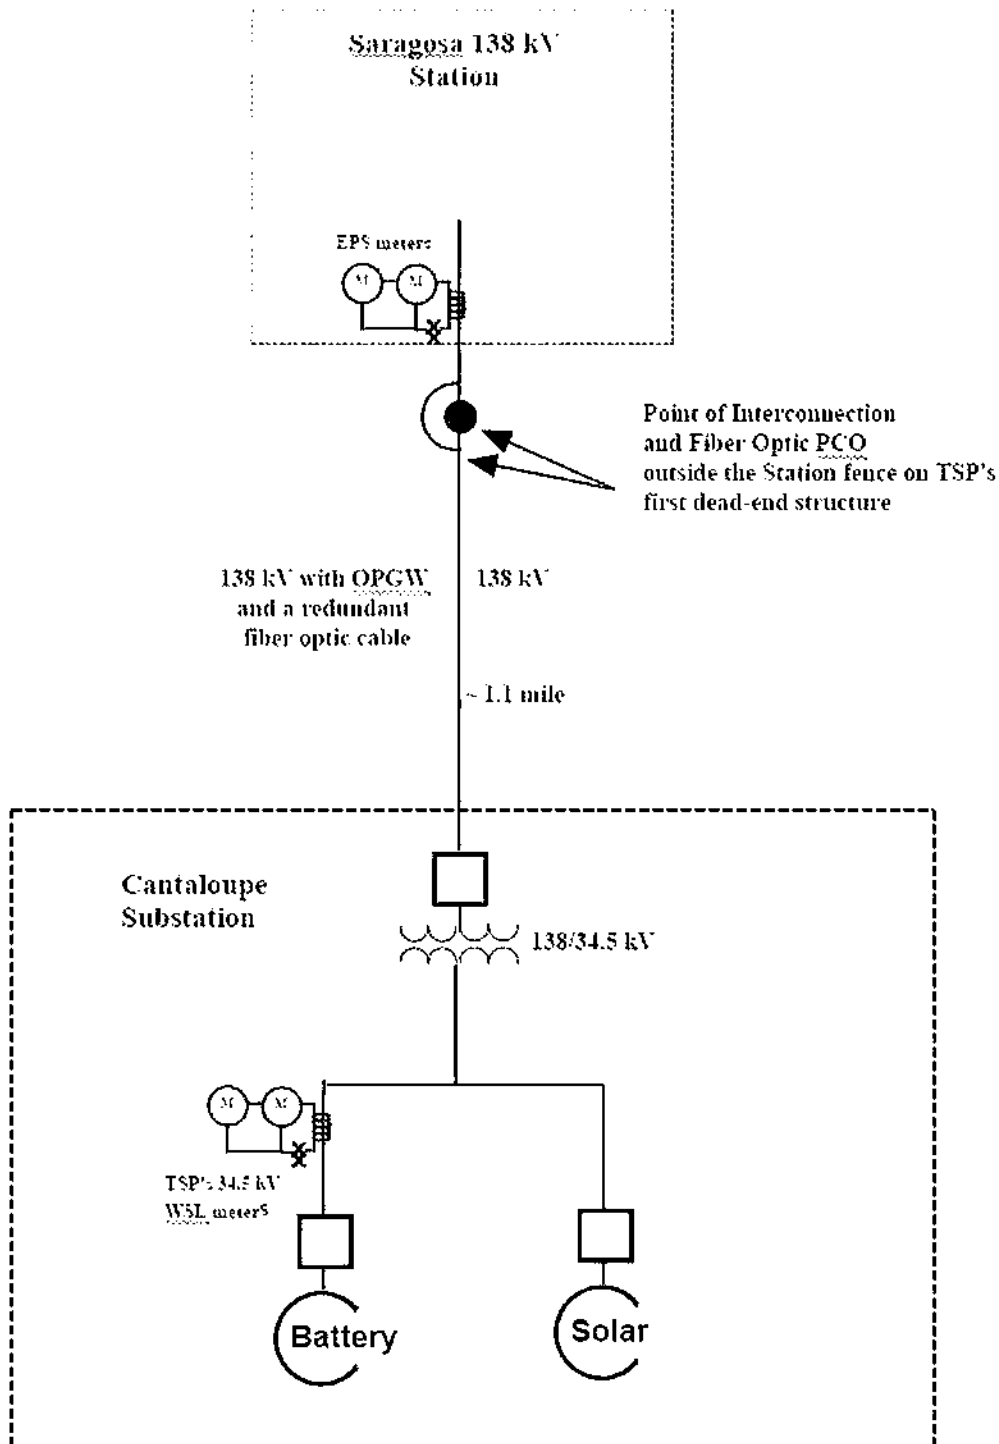 Saragosa 138 kV
Station
EPS meters
M M
Point of Interconnection
and Fiber Optic PCO
outside the Station fence on TSP's
first dead-end structure
138 kV with OPGW
and a redundant
fiber optic cable
138 kV
~ 1.1 mile
Cantaloupe
Substation
138/34.5 kV
M M
TSP's 34.5 kV
WSL meters
Battery
Solar